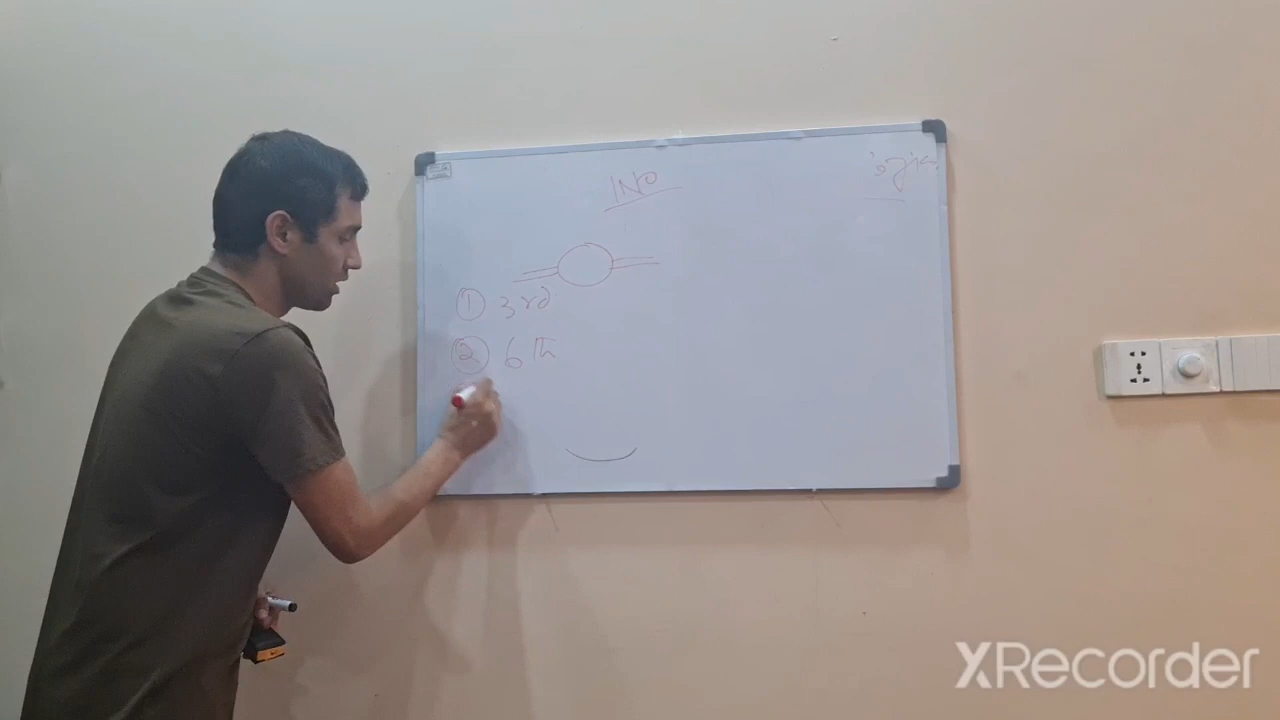 INO
① 3rd
② 6th
XRecorder